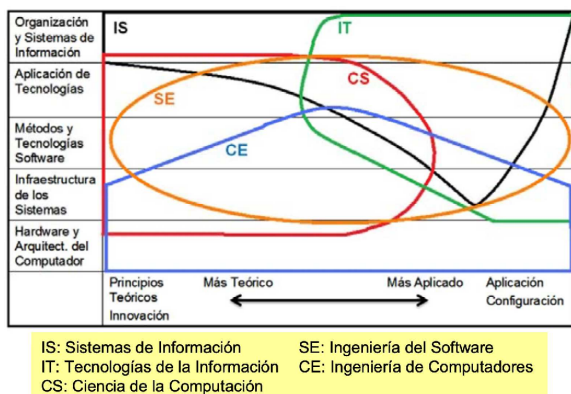 Organización
y Sistemas de
Información
IS
IT
Aplicación de
Tecnologías
CS
SE
Métodos y
Tecnologías
Software
CE
Infraestructura
de los
Sistemas
Hardware y
Arquitect. del
Computador
Principios
Teóricos
Innovación
Más Teórico
Más Aplicado
Aplicación
Configuración
IS: Sistemas de Información
SE: Ingeniería del Software
IT: Tecnologías de la Información
CE: Ingeniería de Computadores
CS: Ciencia de la Computación